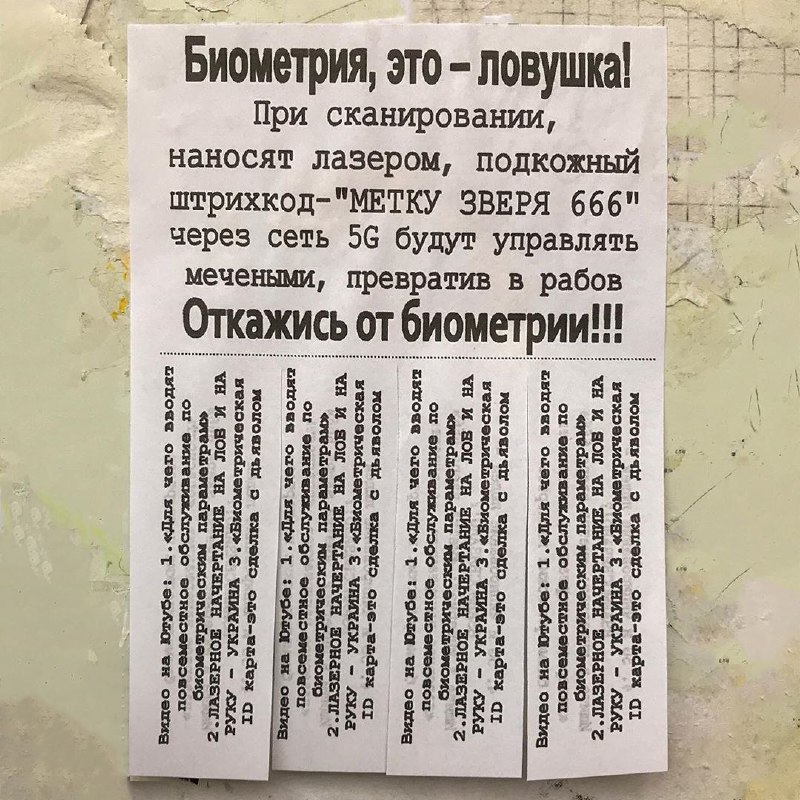 Биометрия, это – ловушка!
При сканировании,
наносят лазером, подкожный
штрихкод-"МЕТКУ ЗВЕРЯ 666"
через сеть 5G будут управлять
мечеными, превратив в рабов
Откажись от биометрии!!!
Видео на Ютубе: 1.«Для чего вводят
повсеместное обслуживание по
биометрическим параметрам»
2.ЛАЗЕРНОЕ НАЧЕРТАНИЕ НА ЛОБ И НА
РУКУ – УКРАИНА 3.«Биометрическая
ID карта-это сделка с дьяволом
Видео на Ютубе: 1.«Для чего вводят
повсеместное обслуживание по
биометрическим параметрам»
2.ЛАЗЕРНОЕ НАЧЕРТАНИЕ НА ЛОБ И НА
РУКУ – УКРАИНА 3.«Биометрическая
ID карта-это сделка с дьяволом
Видео на Ютубе: 1.«Для чего вводят
повсеместное обслуживание по
биометрическим параметрам»
2.ЛАЗЕРНОЕ НАЧЕРТАНИЕ НА ЛОБ И НА
РУКУ – УКРАИНА 3.«Биометрическая
ID карта-это сделка с дьяволом
Видео на Ютубе: 1.«Для чего вводят
повсеместное обслуживание по
биометрическим параметрам»
2.ЛАЗЕРНОЕ НАЧЕРТАНИЕ НА ЛОБ И НА
РУКУ – УКРАИНА 3.«Биометрическая
ID карта-это сделка с дьяволом